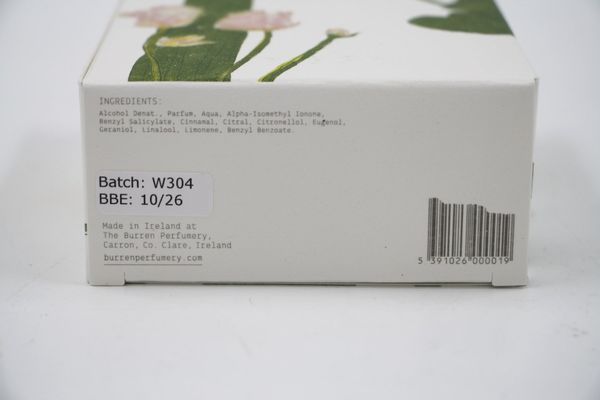 INGREDIENTS:
Alcohol Denat., Parfum, Aqua, Alpha-Isomethyl Ionone,
Benzyl Salicylate, Cinnamal, Citral, Citronellol, Eugenol,
Geraniol, Linalool, Limonene, Benzyl Benzoate.
Batch: W304
BBE: 10/26
Made in Ireland at
The Burren Perfumery,
Carron, Co. Clare, Ireland
burrenperfumery.com
5 391026 000019